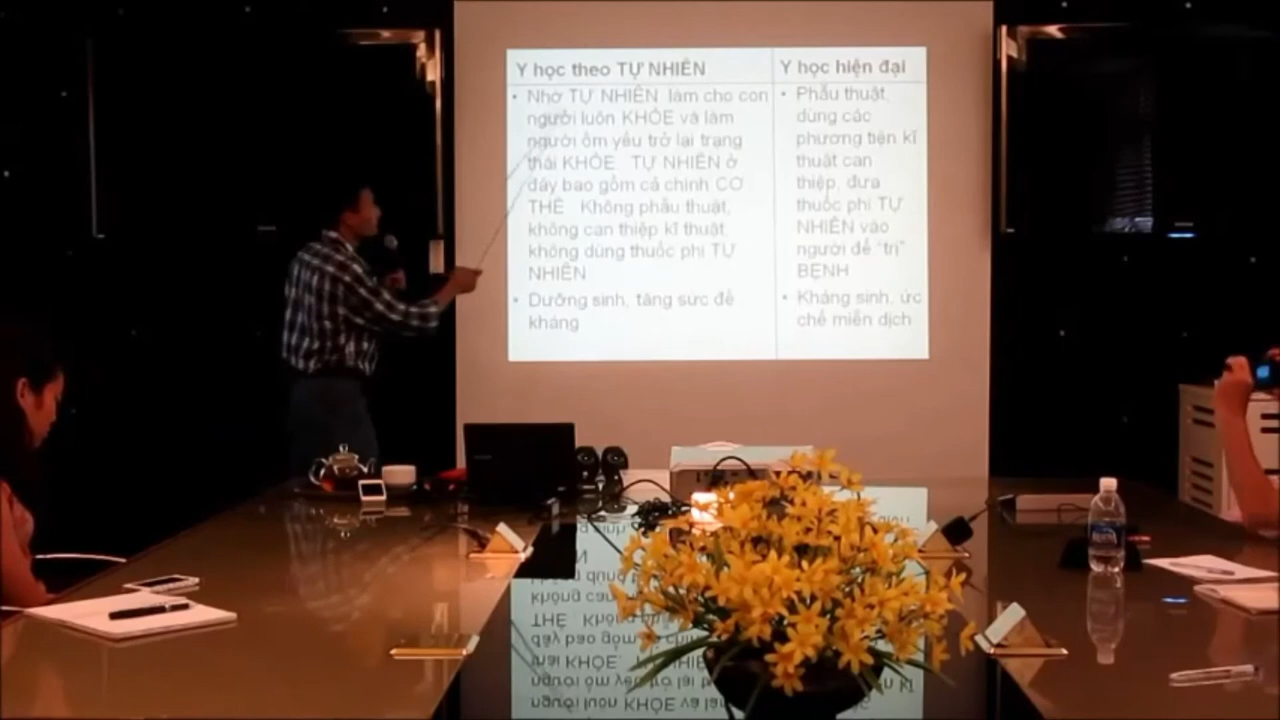 Y học theo TỰ NHIÊN
• Nhờ TỰ NHIÊN làm cho con
người luôn KHỎE và làm
người ốm yếu trở lại trạng
thái KHỎE. TỰ NHIÊN ở
đây bao gồm cả chính CƠ
THỂ. Không phẫu thuật,
không can thiệp kĩ thuật,
không dùng thuốc phi TỰ
NHIÊN
• Dưỡng sinh, tăng sức đề
kháng
Y học hiện đại
• Phẫu thuật,
dùng các
phương tiện kĩ
thuật can
thiệp, đưa
thuốc phi TỰ
NHIÊN vào
người để "trị"
BỆNH
• Kháng sinh, ức
chế miễn dịch